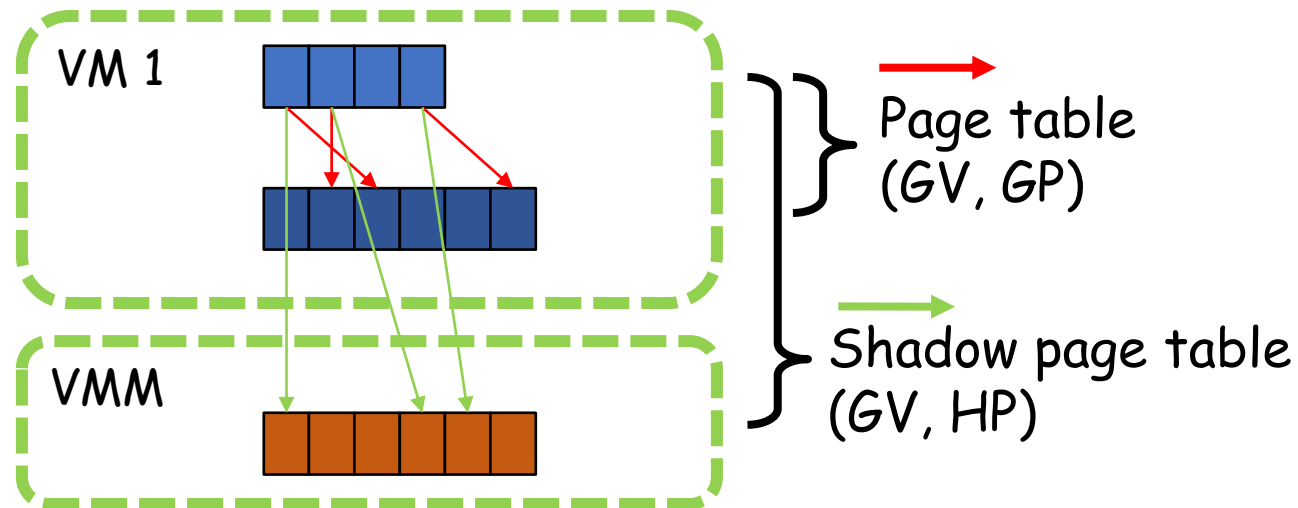 VM 1
Page table
(GV, GP)
Shadow page table
(GV, HP)
VMM